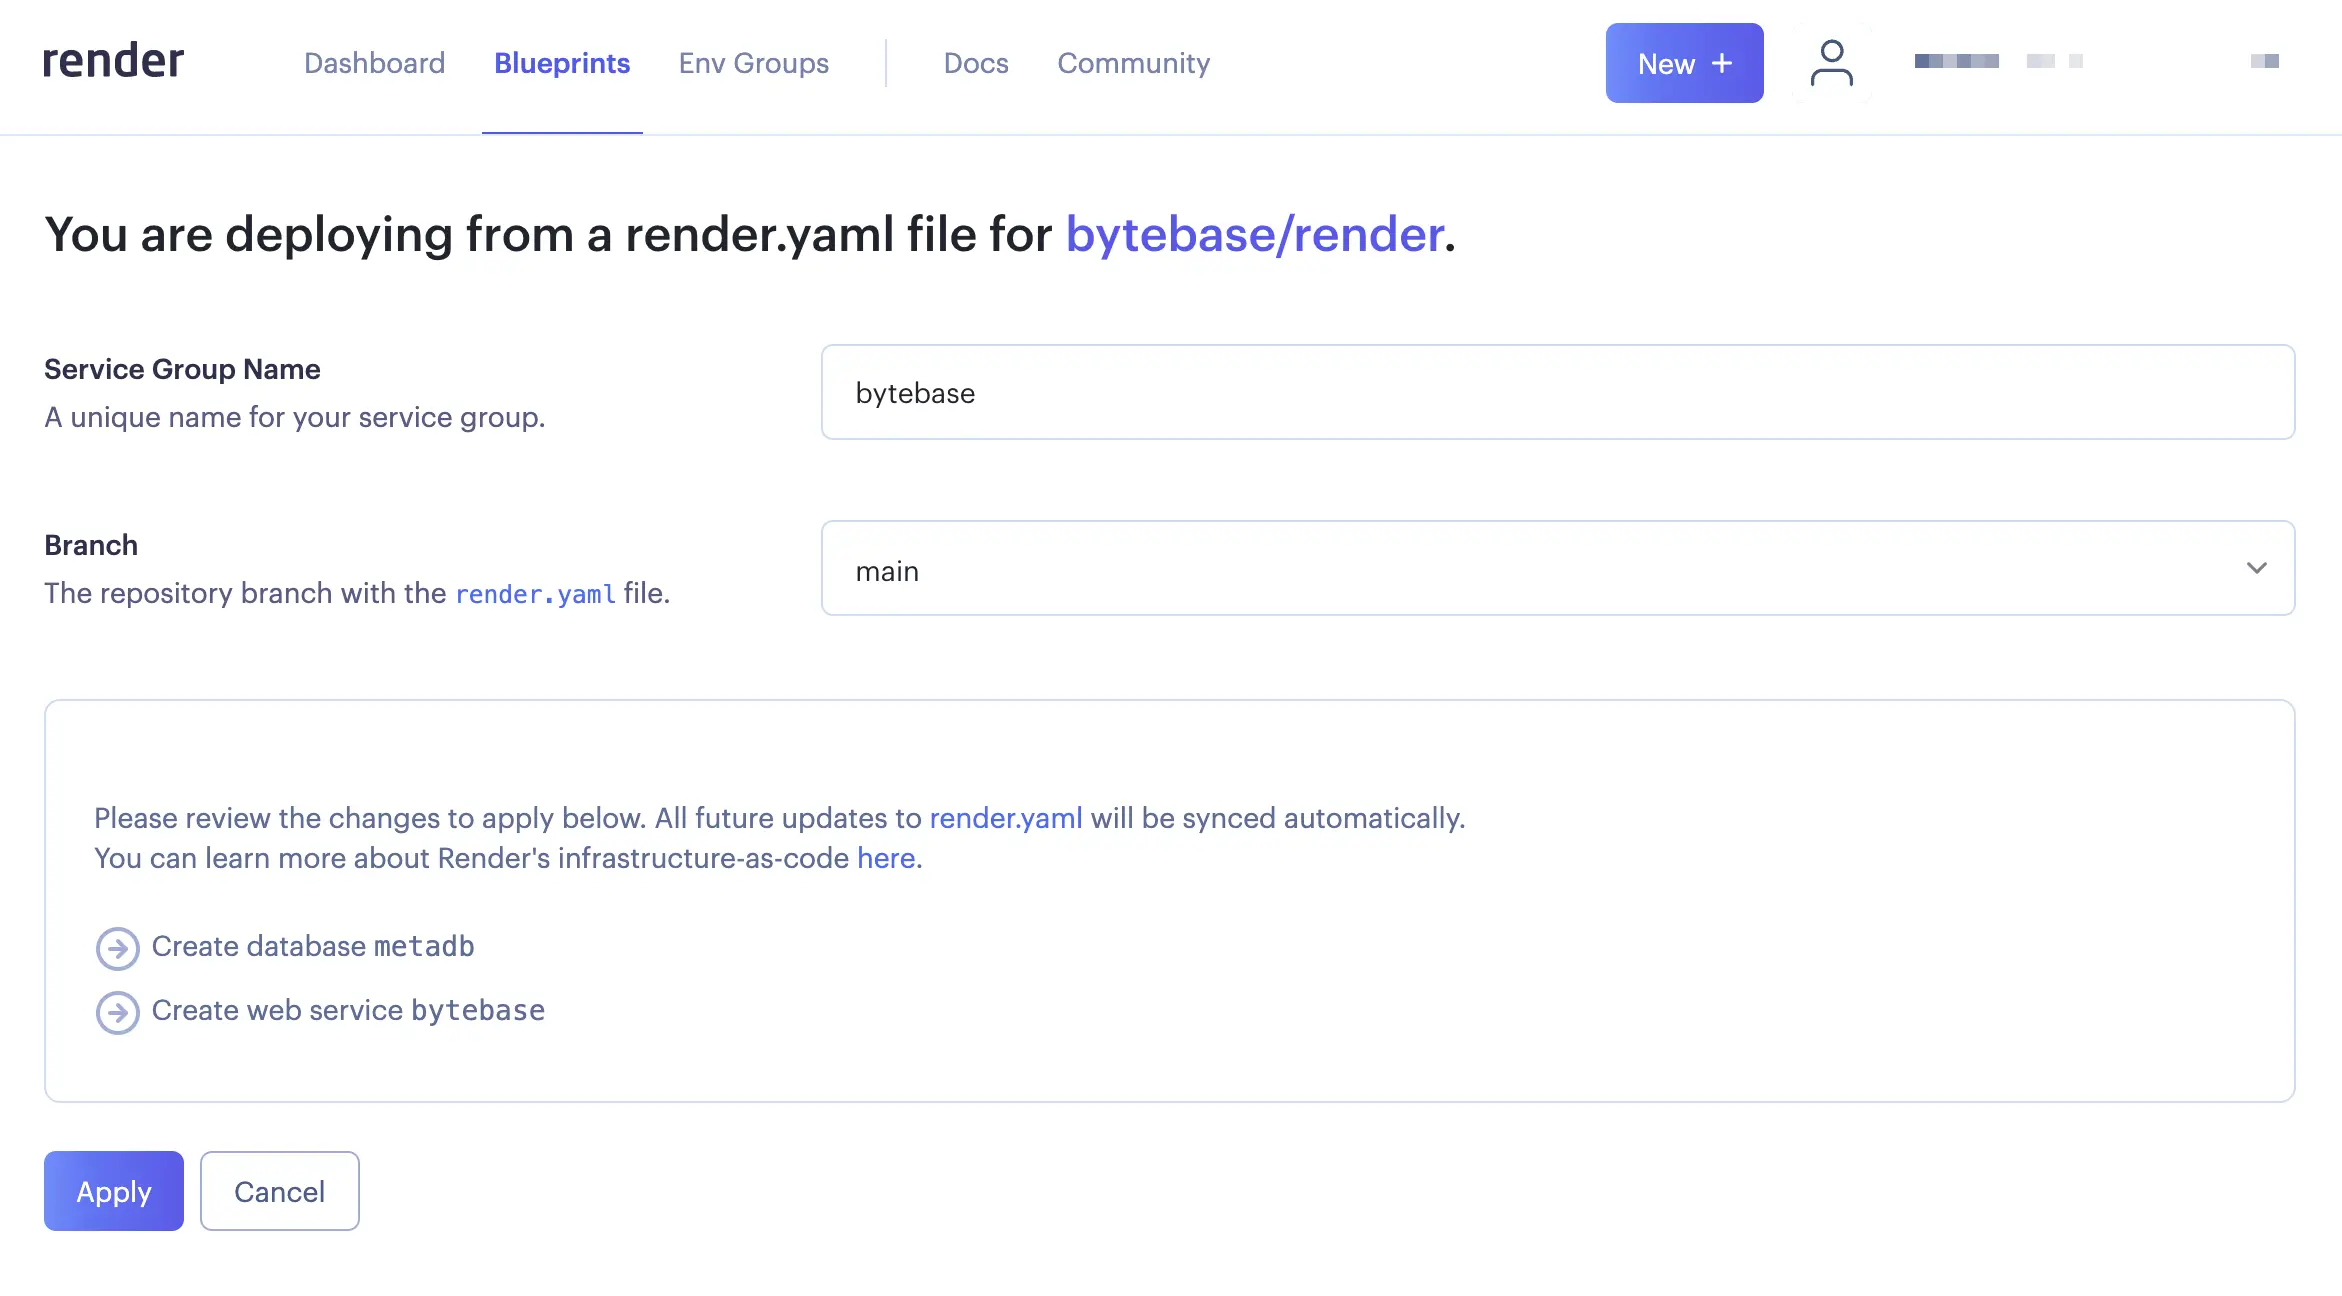 render
Dashboard
Blueprints
Env Groups
Docs
Community
New +
You are deploying from a render.yaml file for bytebase/render.
Service Group Name
A unique name for your service group.
bytebase
Branch
The repository branch with the render.yaml file.
main
Please review the changes to apply below. All future updates to render.yaml will be synced automatically.
You can learn more about Render's infrastructure-as-code here.
Create database metadb
Create web service bytebase
Apply
Cancel